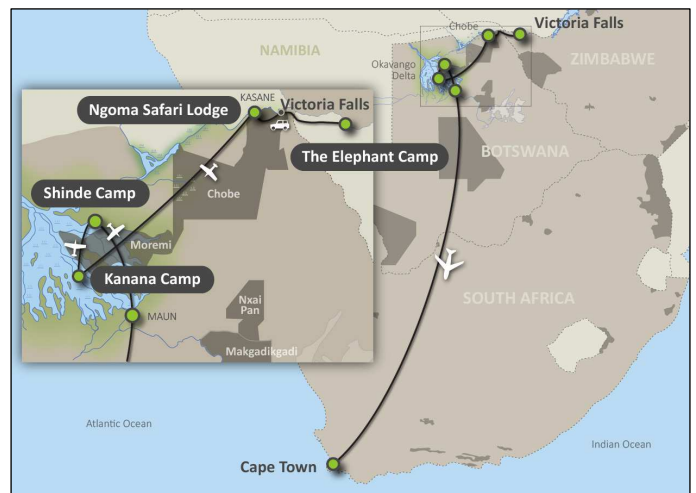 Chobe
Victoria Falls
NAMIBIA
ZIMBABWE
Okavango
Delta
BOTSWANA
SOUTH AFRICA
KASANE
Ngoma Safari Lodge
Victoria Falls
The Elephant Camp
Shinde Camp
Chobe
Moremi
Kanana Camp
Nxai
Pan
MAUN
Makgadikgadi
Atlantic Ocean
Indian Ocean
Cape Town